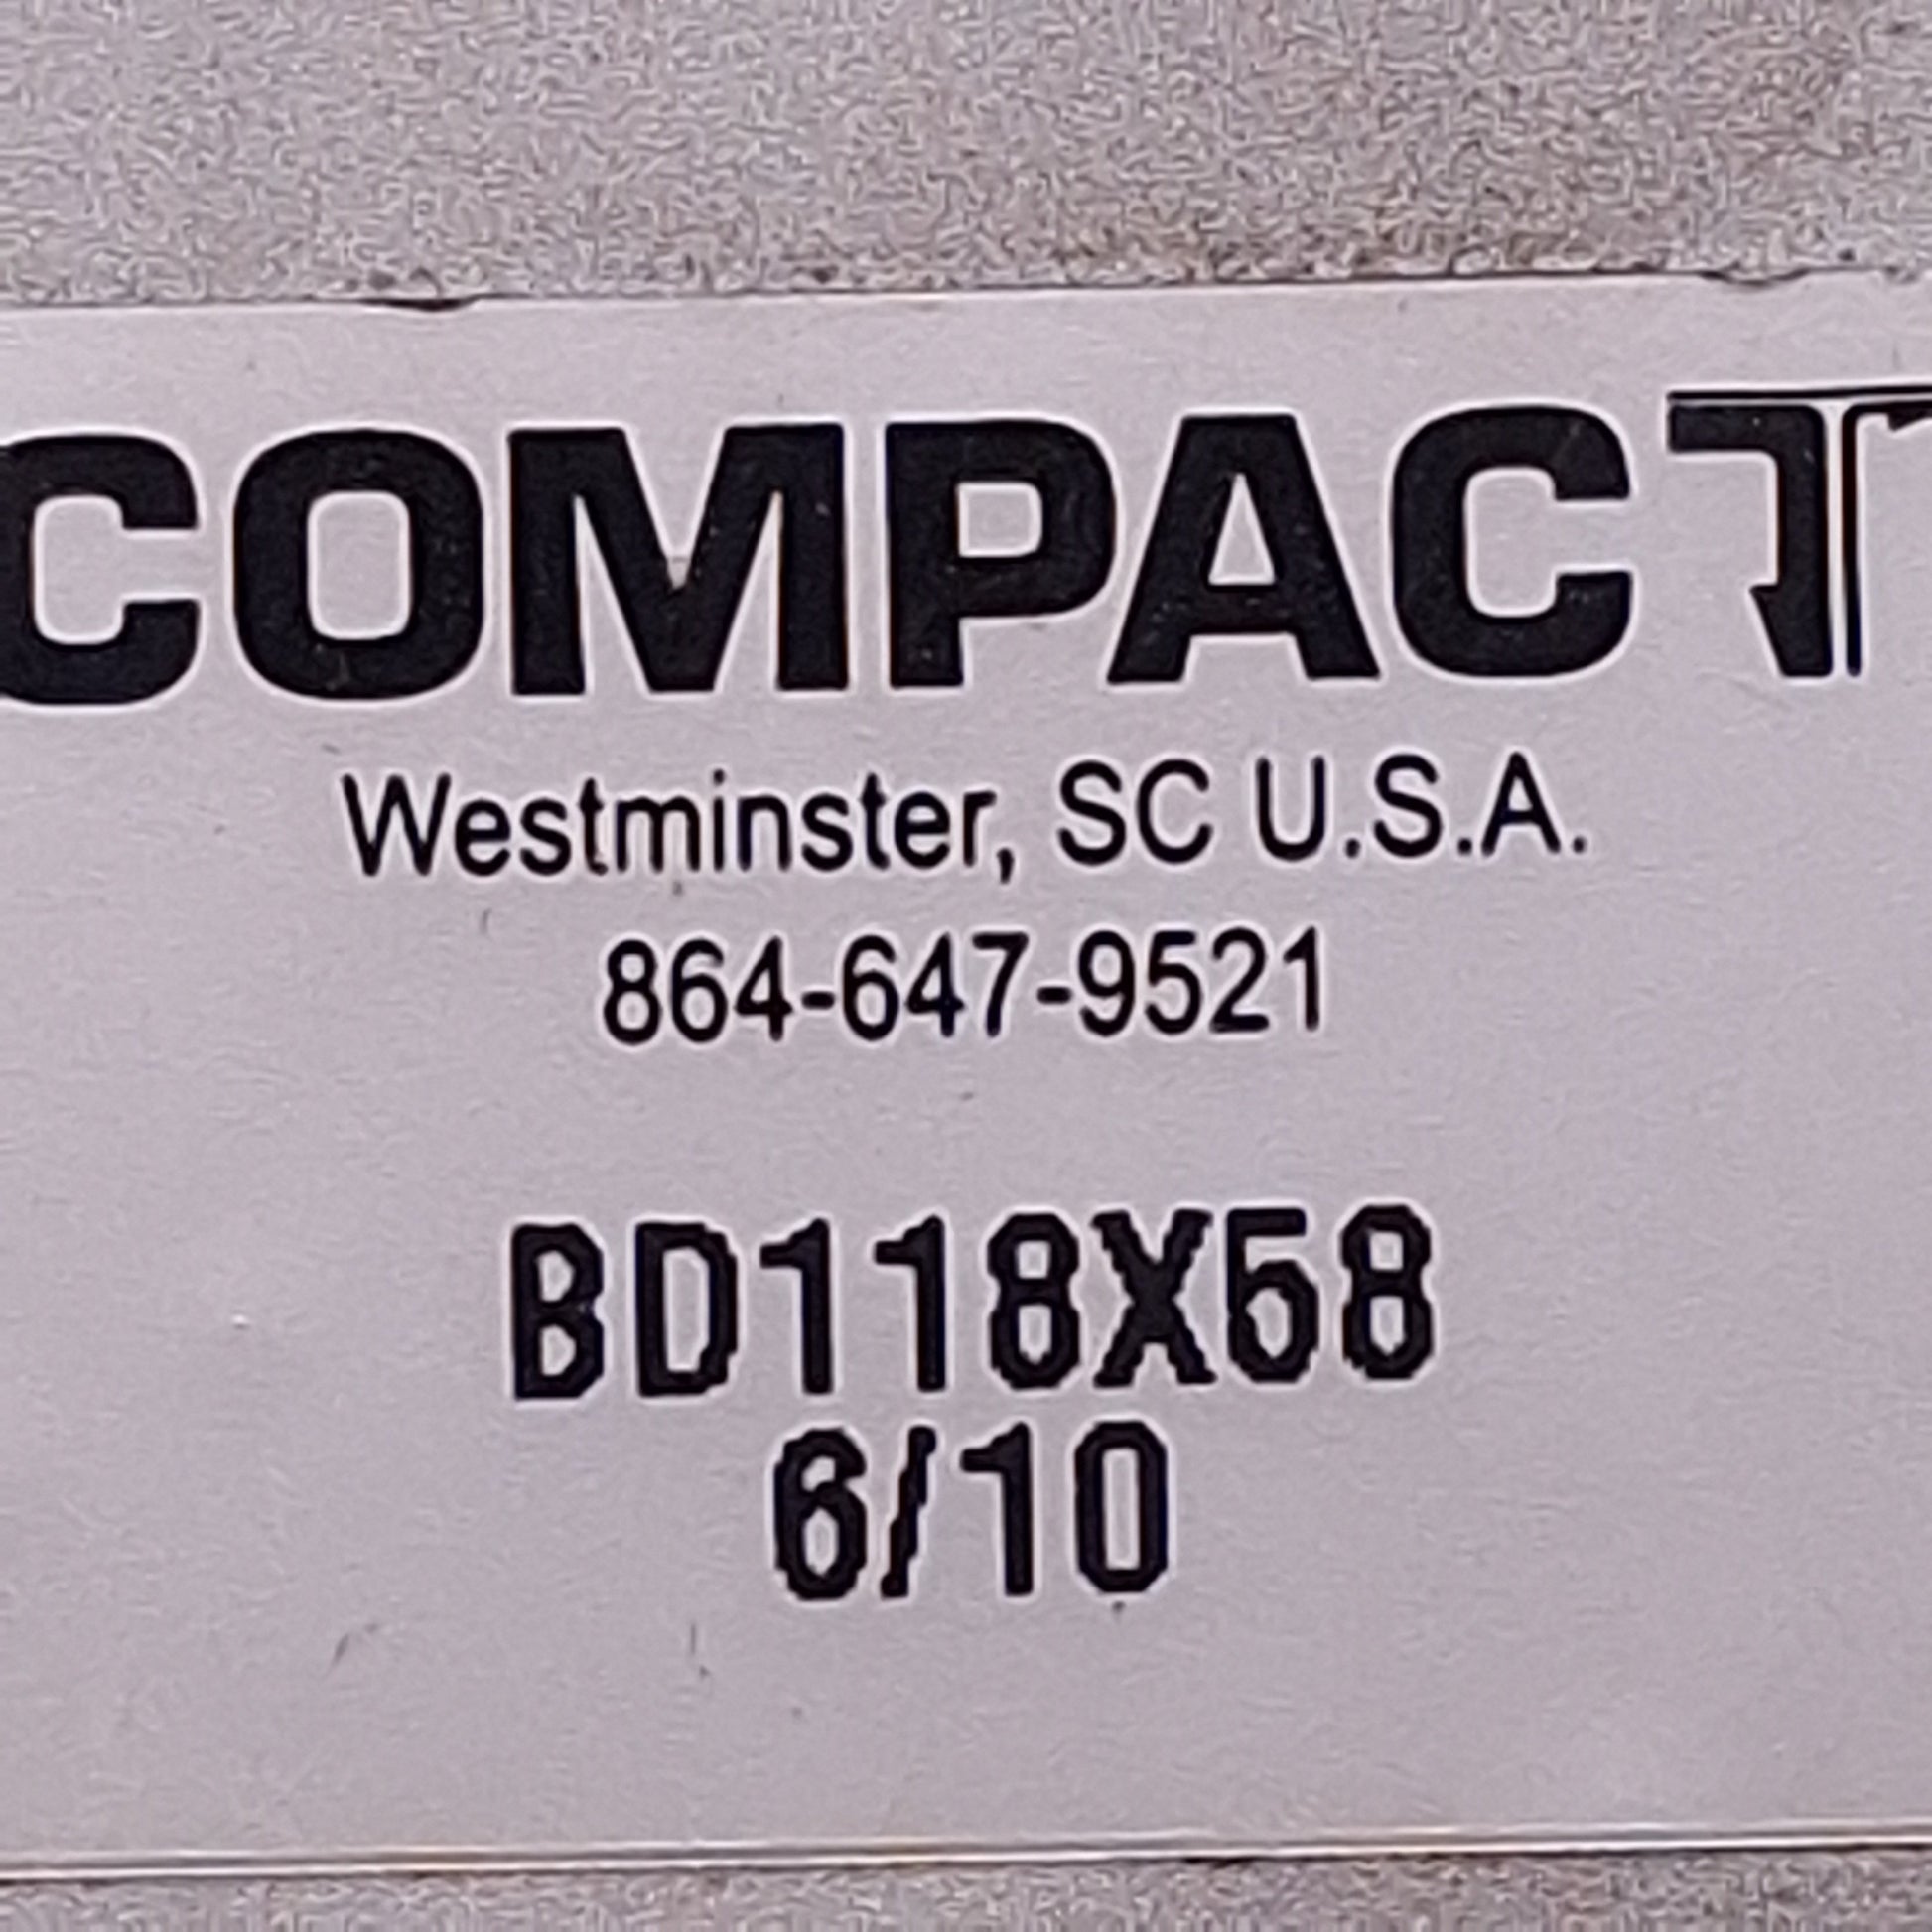 COMPACT
Westminster, SC U.S.A.
864-647-9521
BD118X58
6/10